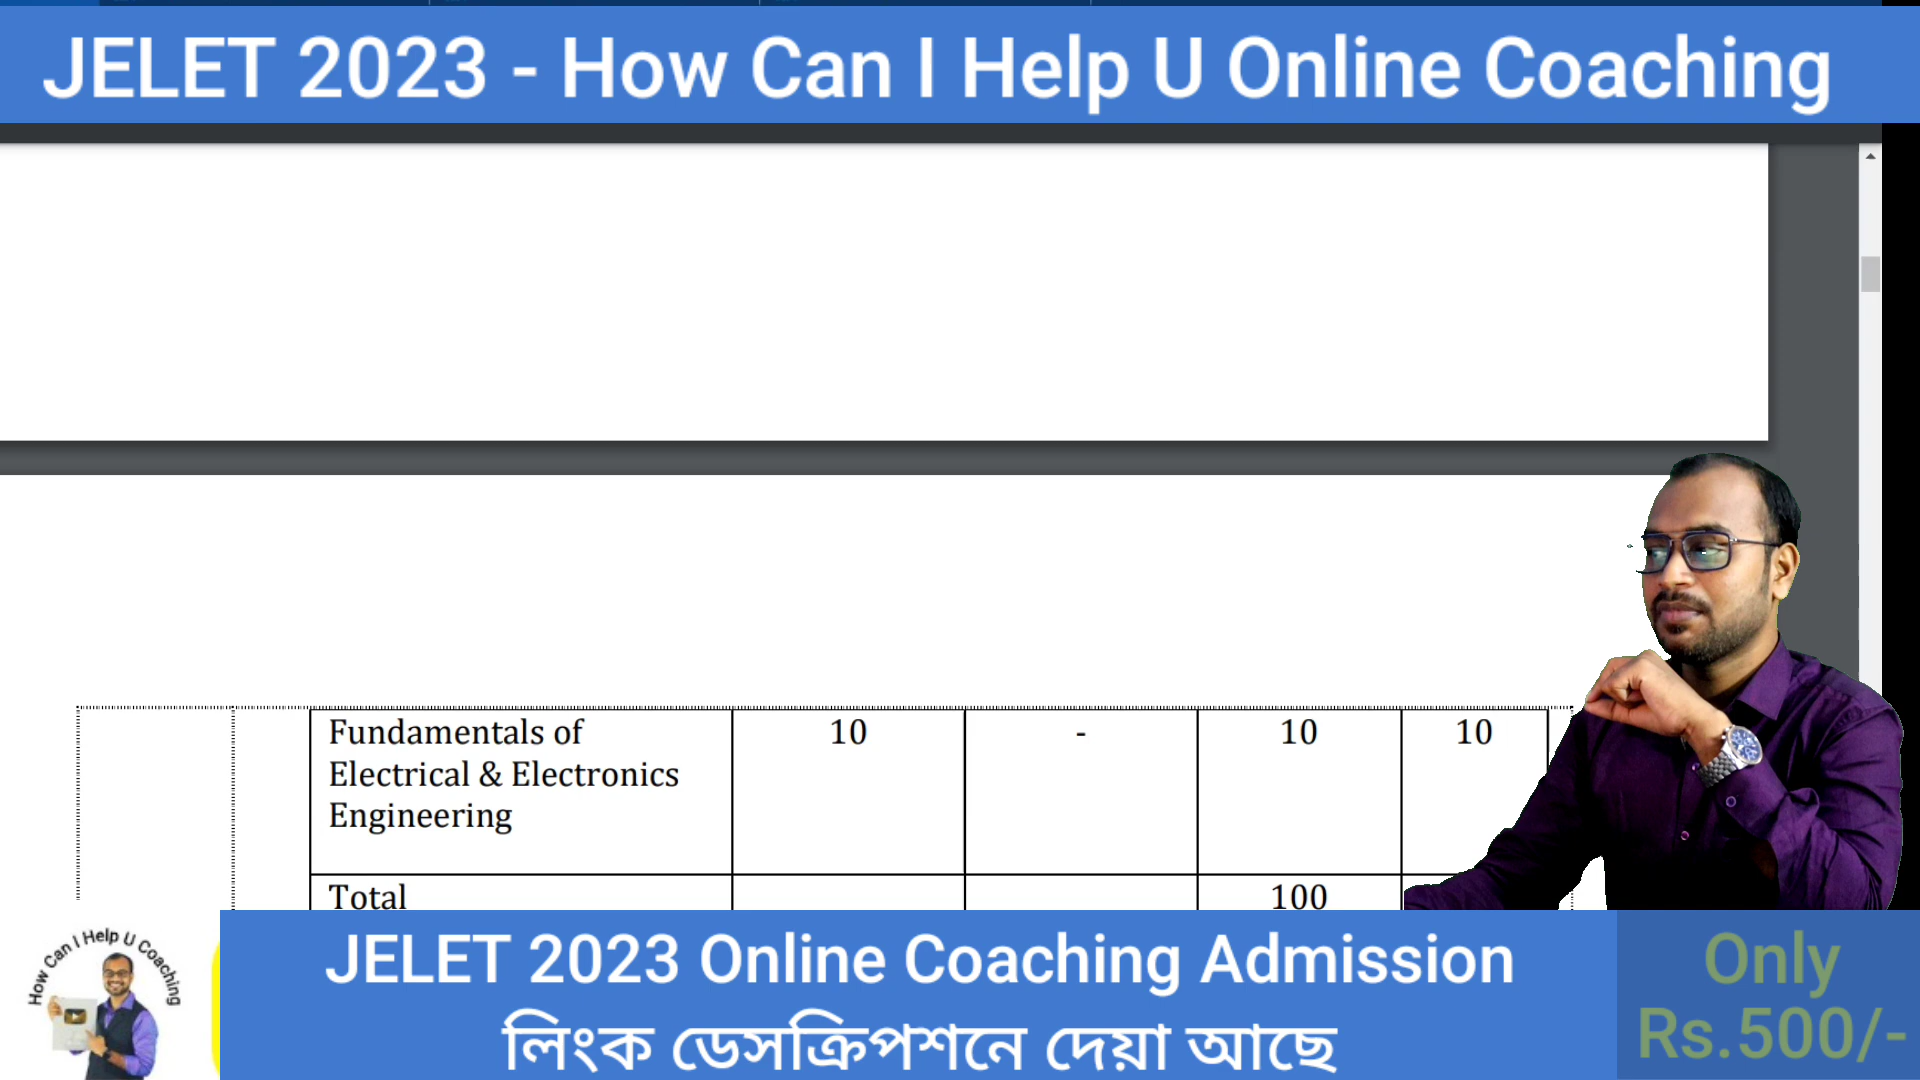 JELET 2023 - How Can I Help U Online Coaching
Fundamentals of
Electrical & Electronics
Engineering
10
-
10
10
Total
100
How Can I Help U Coaching
JELET 2023 Online Coaching Admission
লিংক ডেসক্রিপশনে দেয়া আছে
Only
Rs.500/-